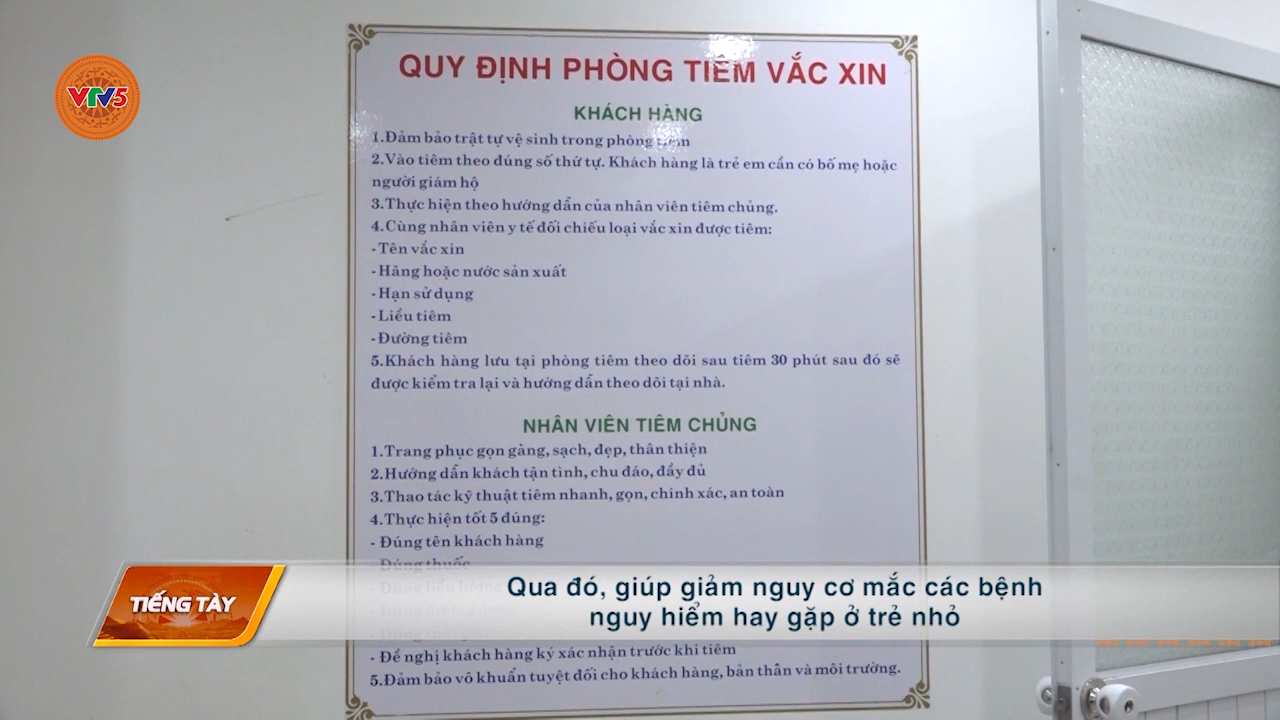 VTV5
QUY ĐỊNH PHÒNG TIÊM VẮC XIN
KHÁCH HÀNG
1.Đảm bảo trật tự vệ sinh trong phòng tiêm
2.Vào tiêm theo đúng số thứ tự. Khách hàng là trẻ em cần có bố mẹ hoặc
người giám hộ
3.Thực hiện theo hướng dẫn của nhân viên tiêm chủng.
4.Cùng nhân viên y tế đối chiếu loại vắc xin được tiêm:
-Tên vắc xin
-Hãng hoặc nước sản xuất
-Hạn sử dụng
-Liều tiêm
-Đường tiêm
5.Khách hàng lưu tại phòng tiêm theo dõi sau tiêm 30 phút sau đó sẽ
được kiểm tra lại và hướng dẫn theo dõi tại nhà.
NHÂN VIÊN TIÊM CHỦNG
1.Trang phục gọn gàng, sạch, đẹp, thân thiện
2.Hướng dẫn khách tận tình, chu đáo, đầy đủ
3.Thao tác kỹ thuật tiêm nhanh, gọn, chính xác, an toàn
4.Thực hiện tốt 5 đúng:
- Đúng tên khách hàng
- Đúng thuốc
- Đúng liều lượng
TIẾNG TÀY
Qua đó, giúp giảm nguy cơ mắc các bệnh
nguy hiểm hay gặp ở trẻ nhỏ
- Đề nghị khách hàng ký xác nhận trước khi tiêm
5.Đảm bảo vô khuẩn tuyệt đối cho khách hàng, bản thân và môi trường.